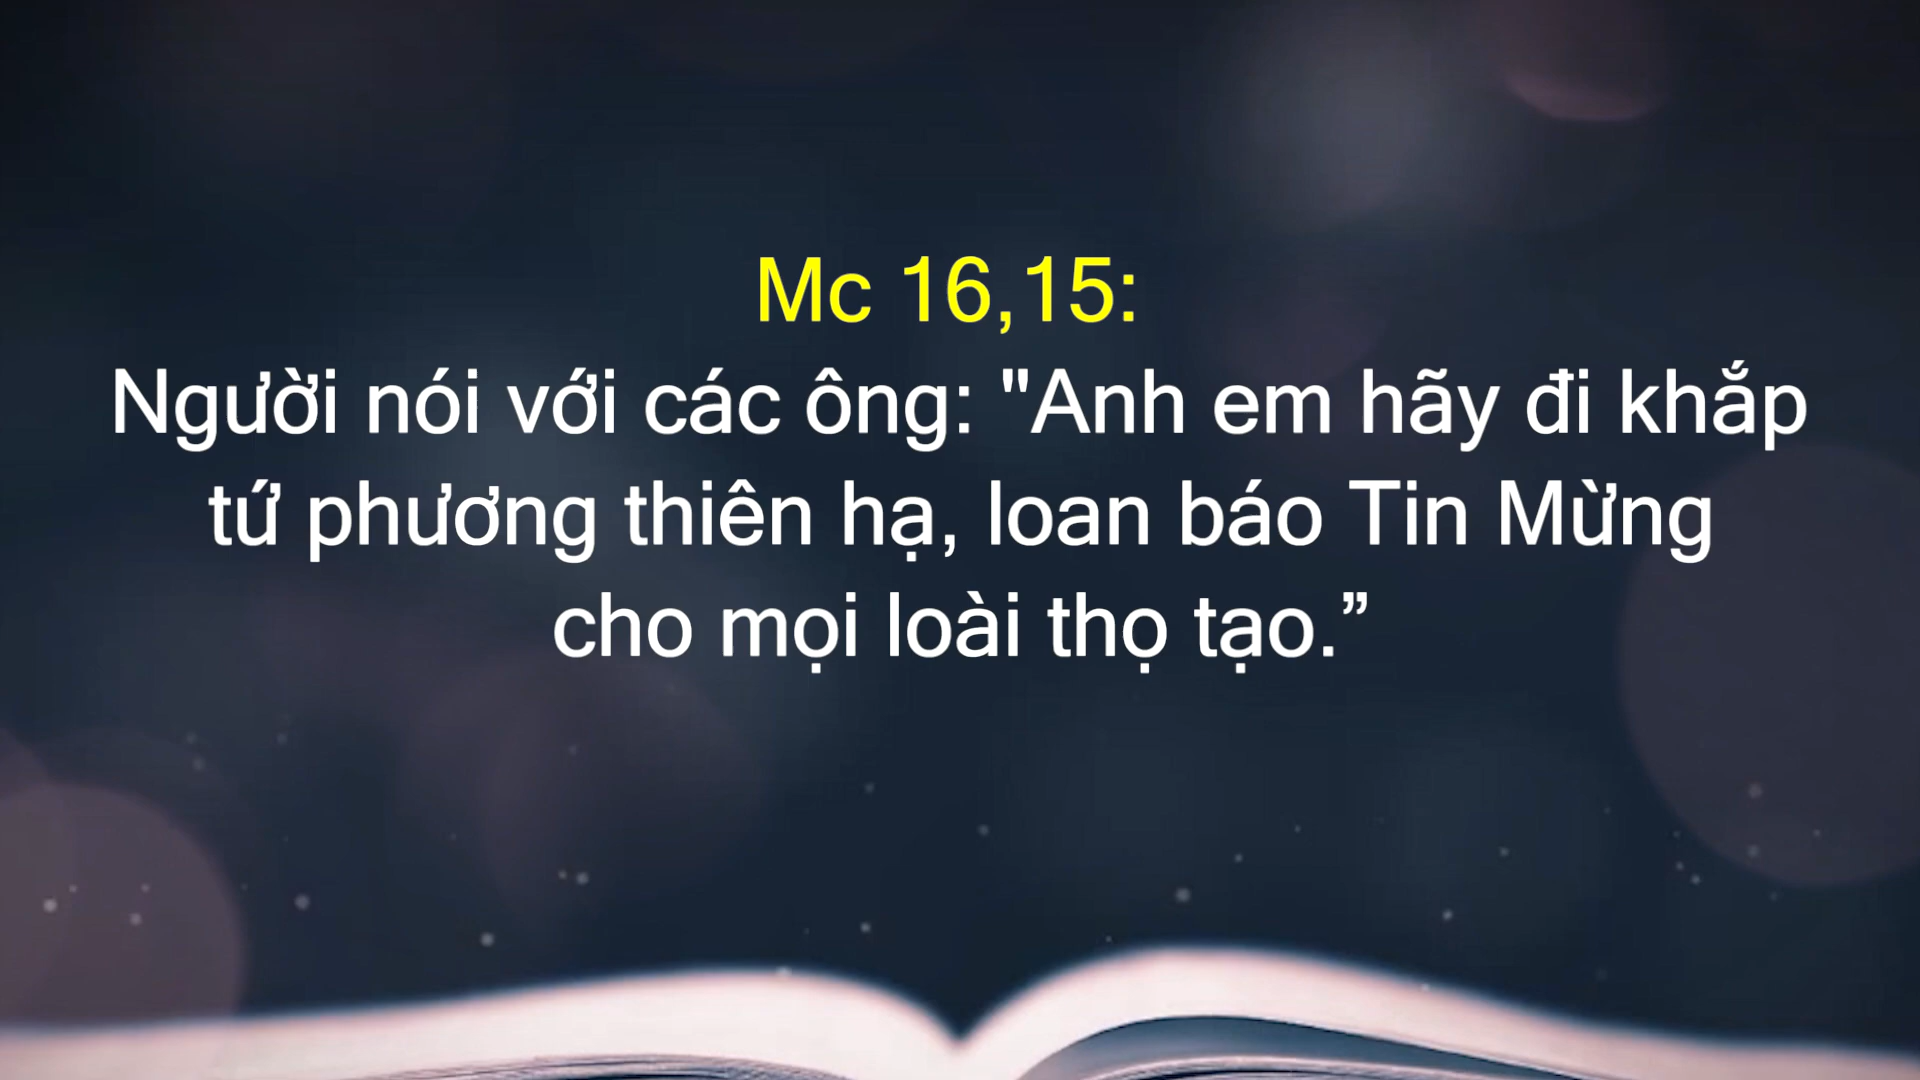 Mc 16,15:
Người nói với các ông: "Anh em hãy đi khắp
tứ phương thiên hạ, loan báo Tin Mừng
cho mọi loài thọ tạo.”